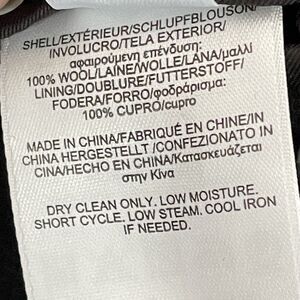 SHELL/EXTÉRIEUR/SCHLUPFBLOUSON/
INVOLUCRO/TELA EXTERIOR/
αφαιρούμενη επένδυση:
100% WOOL/LAINE/WOLLE/LANA/μαλλί
LINING/DOUBLURE/FUTTERSTOFF/
FODERA/FORRO/φοδράρισμα:
100% CUPRO/cupro
MADE IN CHINA/FABRIQUÉ EN CHINE/IN
CHINA HERGESTELLT /CONFEZIONATO IN
CINA/HECHO EN CHINA/Κατασκευάζεται
στην Κίνα
DRY CLEAN ONLY. LOW MOISTURE.
SHORT CYCLE. LOW STEAM. COOL IRON
IF NEEDED.